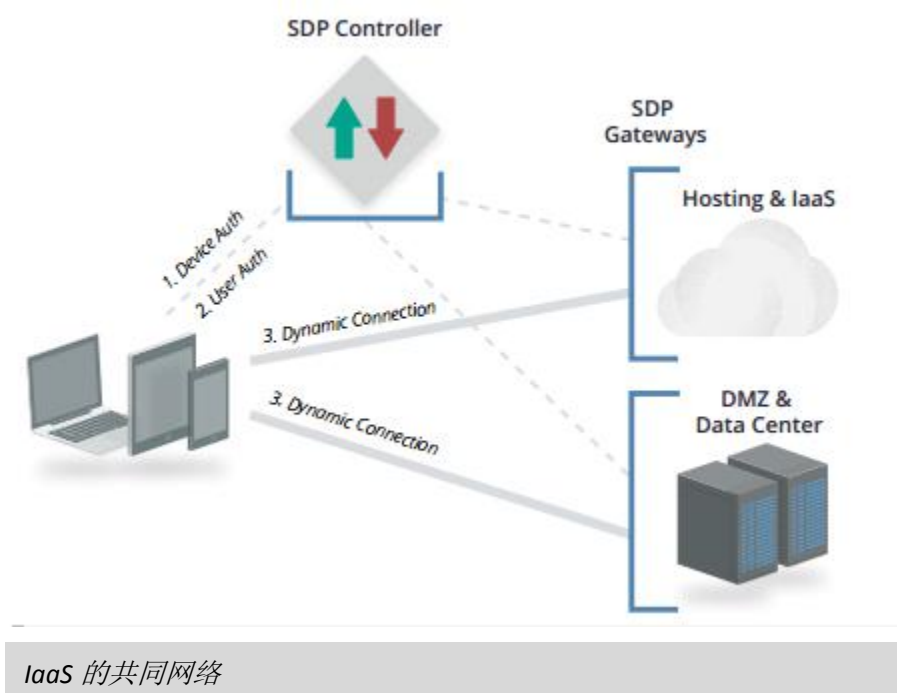 SDP Controller
SDP
Gateways
Hosting & IaaS
1. Device Auth
2. User Auth
3. Dynamic Connection
3. Dynamic Connection
DMZ &
Data Center
IaaS 的共同网络